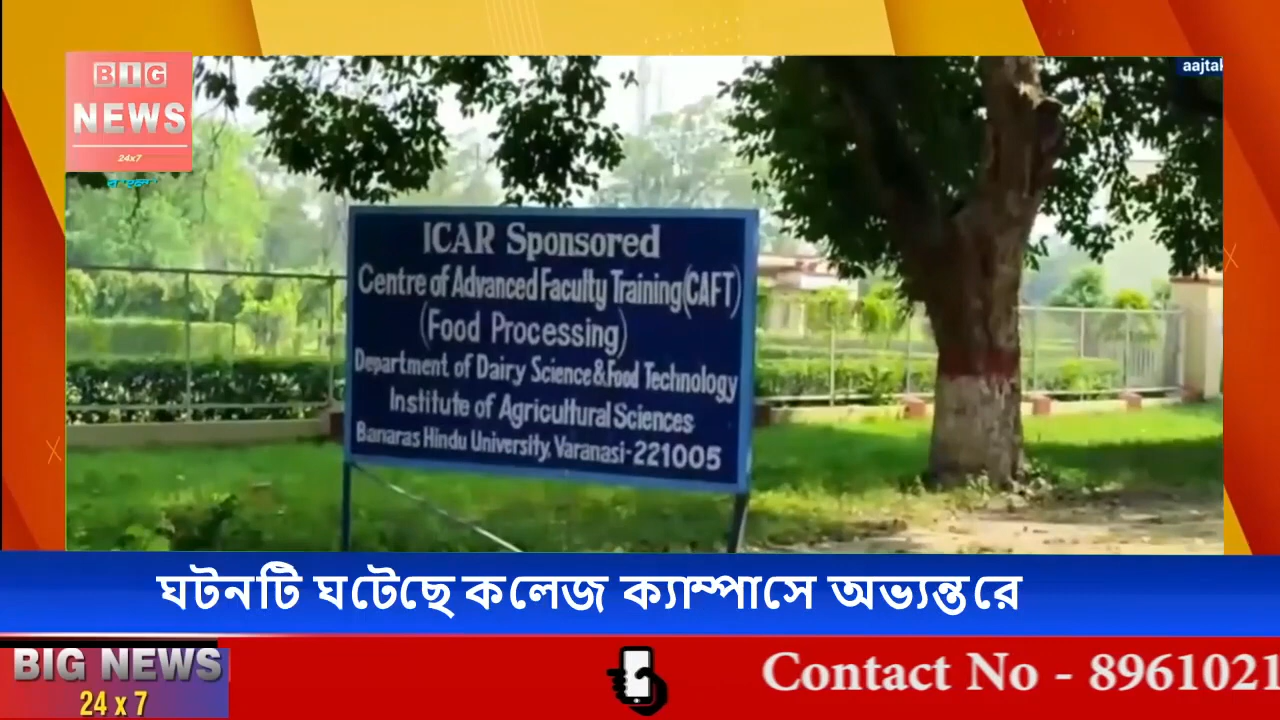 BIG
NEWS
24x7
aajtak
ICAR Sponsored
Centre of Advanced Faculty Training(CAFT)
(Food Processing)
Department of Dairy Science&Food Technology
Institute of Agricultural Sciences
Banaras Hindu University, Varanasi-221005
ঘটনটি ঘটেছে কলেজ ক্যাম্পাসে অভ্যন্তরে
BIG NEWS
24 x 7
Contact No - 8961021